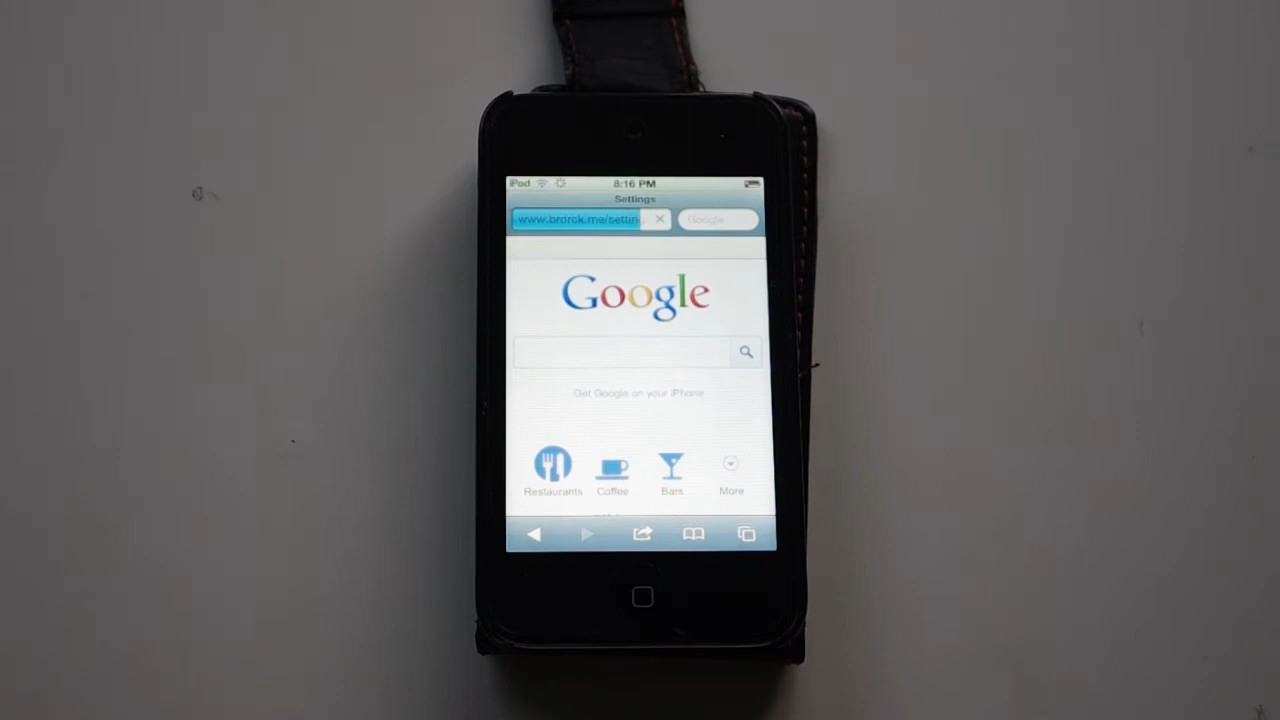 iPod 8:16 PM
Settings
www.brdrck.me/setting Google
Google
Get Google on your iPhone
Restaurants Coffee Bars More